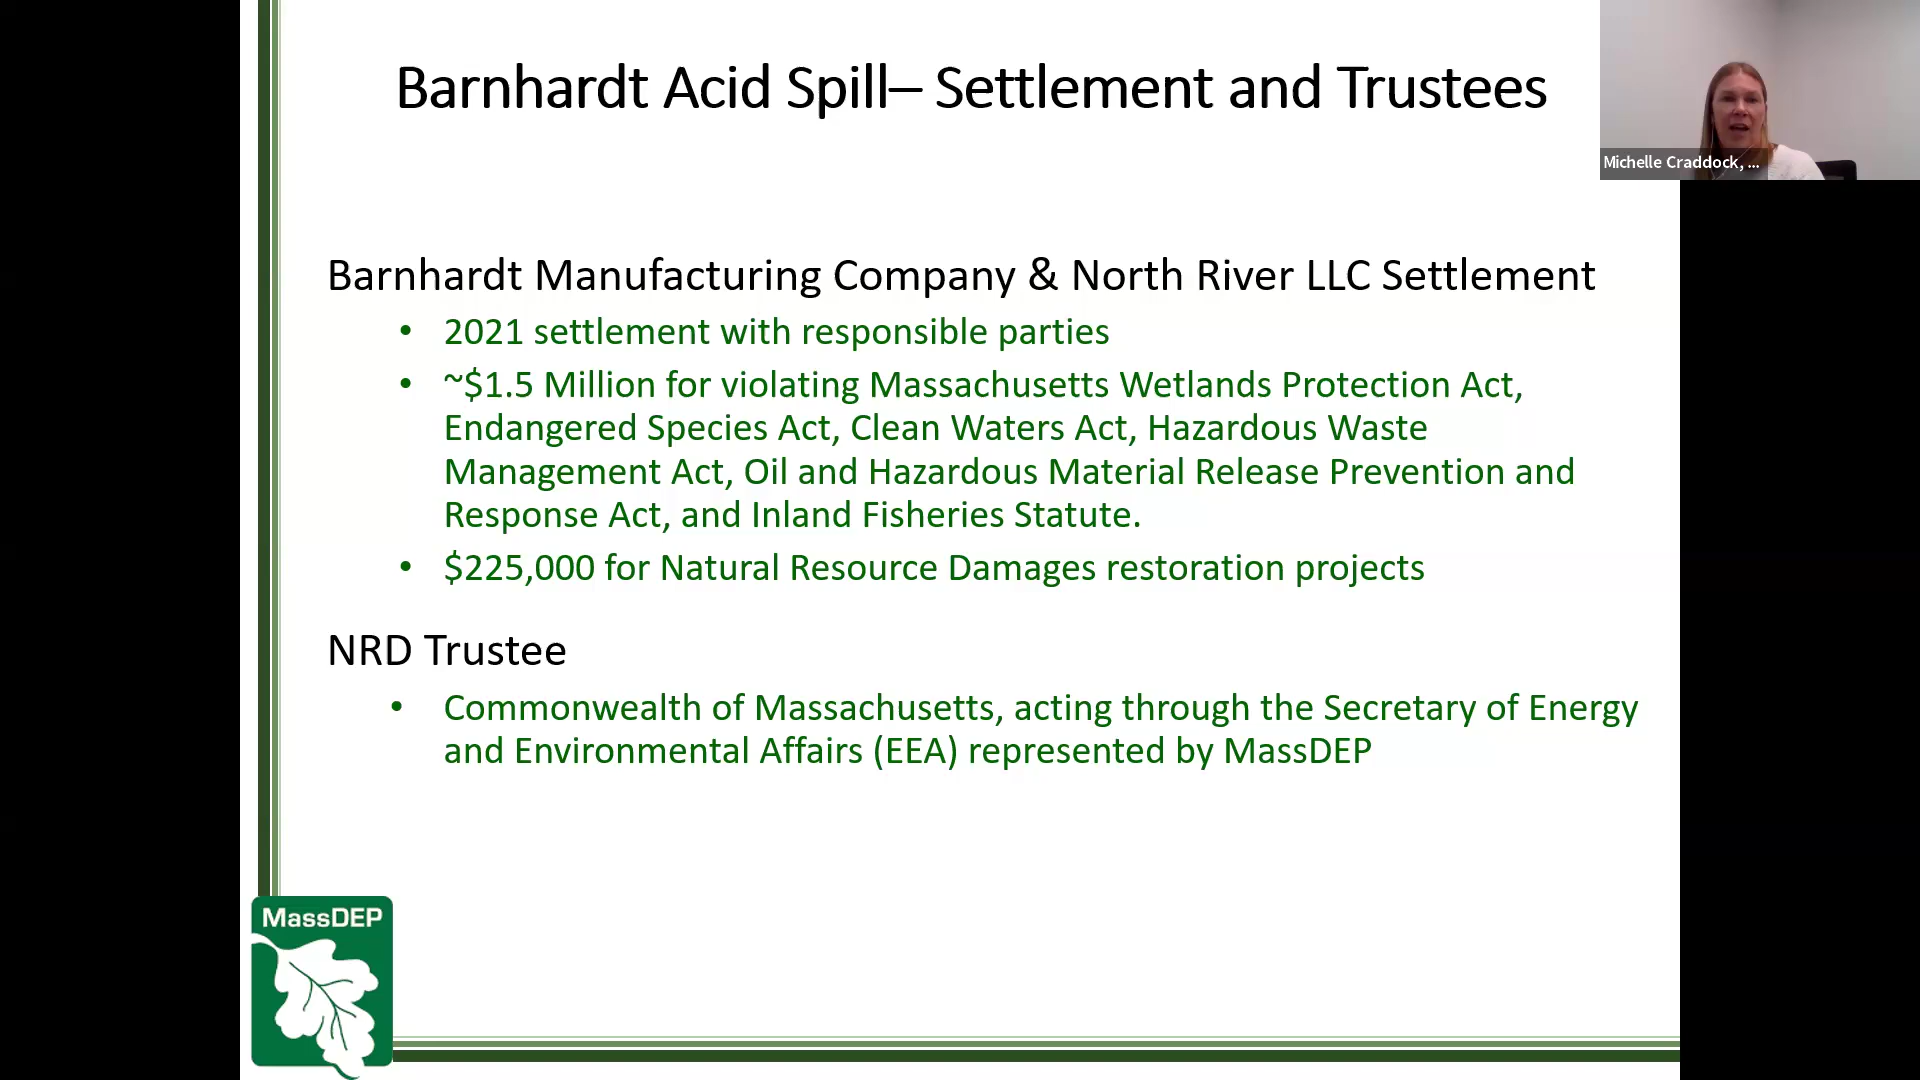 Barnhardt Acid Spill– Settlement and Trustees
Michelle Craddock, ...
Barnhardt Manufacturing Company & North River LLC Settlement
• 2021 settlement with responsible parties
• ~$1.5 Million for violating Massachusetts Wetlands Protection Act,
Endangered Species Act, Clean Waters Act, Hazardous Waste
Management Act, Oil and Hazardous Material Release Prevention and
Response Act, and Inland Fisheries Statute.
• $225,000 for Natural Resource Damages restoration projects
NRD Trustee
• Commonwealth of Massachusetts, acting through the Secretary of Energy
and Environmental Affairs (EEA) represented by MassDEP
MassDEP